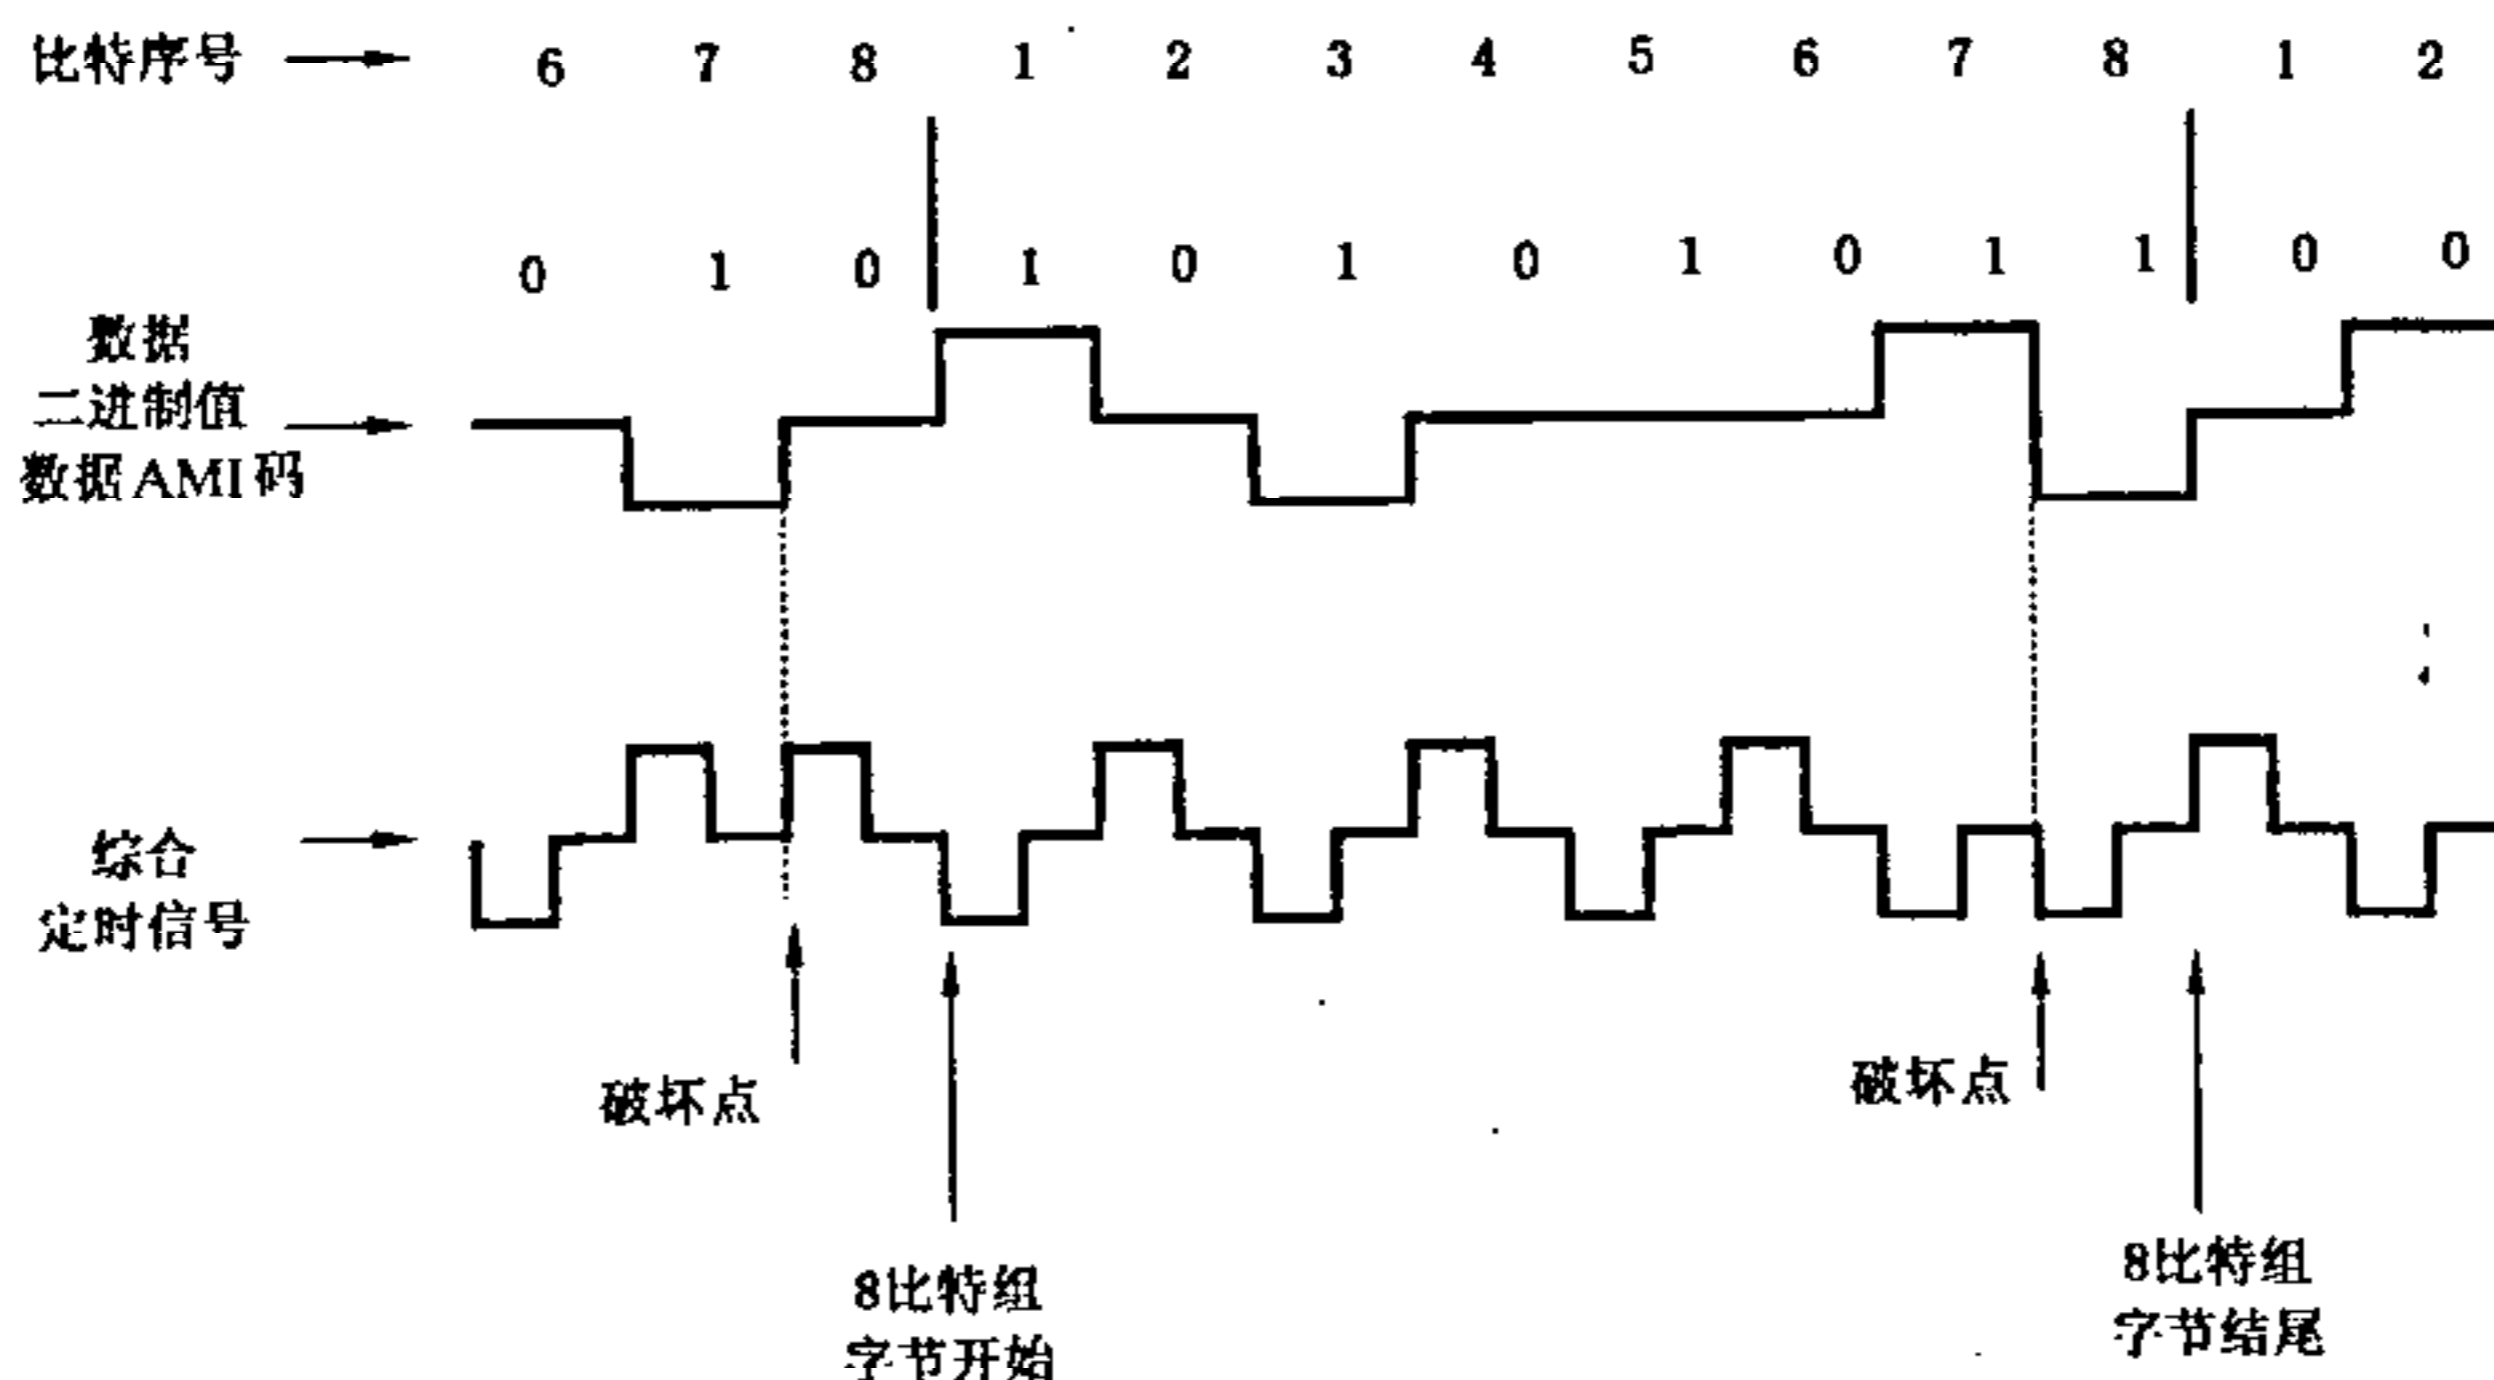 比特序号 6 7 8 1 2 3 4 5 6 7 8 1 2
0 1 0 1 0 1 0 1 0 1 1 0 0
数据
二进制值
数据AMI码
综合
定时信号
破坏点 破坏点
8比特组
字节开始
8比特组
字节结尾